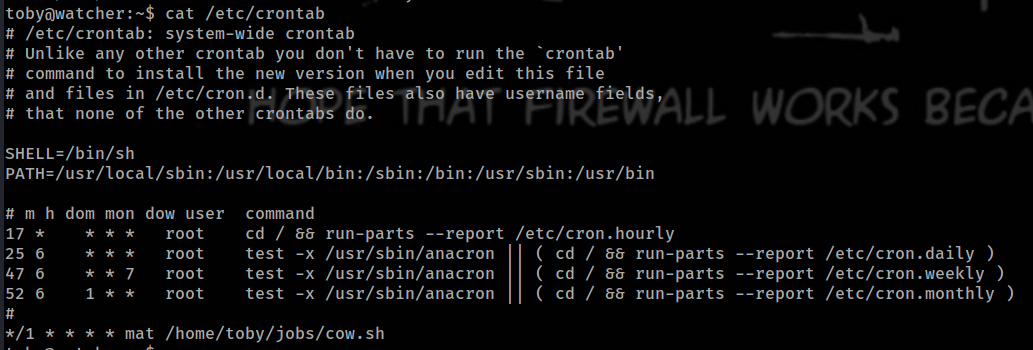 toby@watcher:~$ cat /etc/crontab
# /etc/crontab: system-wide crontab
# Unlike any other crontab you don't have to run the `crontab'
# command to install the new version when you edit this file
# and files in /etc/cron.d. These files also have username fields,
# that none of the other crontabs do.
HOPE THAT FIREWALL WORKS BECA
SHELL=/bin/sh
PATH=/usr/local/sbin:/usr/local/bin:/sbin:/bin:/usr/sbin:/usr/bin
# m h dom mon dow user  command
17 *    * * *   root    cd / && run-parts --report /etc/cron.hourly
25 6    * * *   root    test -x /usr/sbin/anacron || ( cd / && run-parts --report /etc/cron.daily )
47 6    * * 7   root    test -x /usr/sbin/anacron || ( cd / && run-parts --report /etc/cron.weekly )
52 6    1 * *   root    test -x /usr/sbin/anacron || ( cd / && run-parts --report /etc/cron.monthly )
#
*/1 * * * * mat /home/toby/jobs/cow.sh
toby@watcher:~$